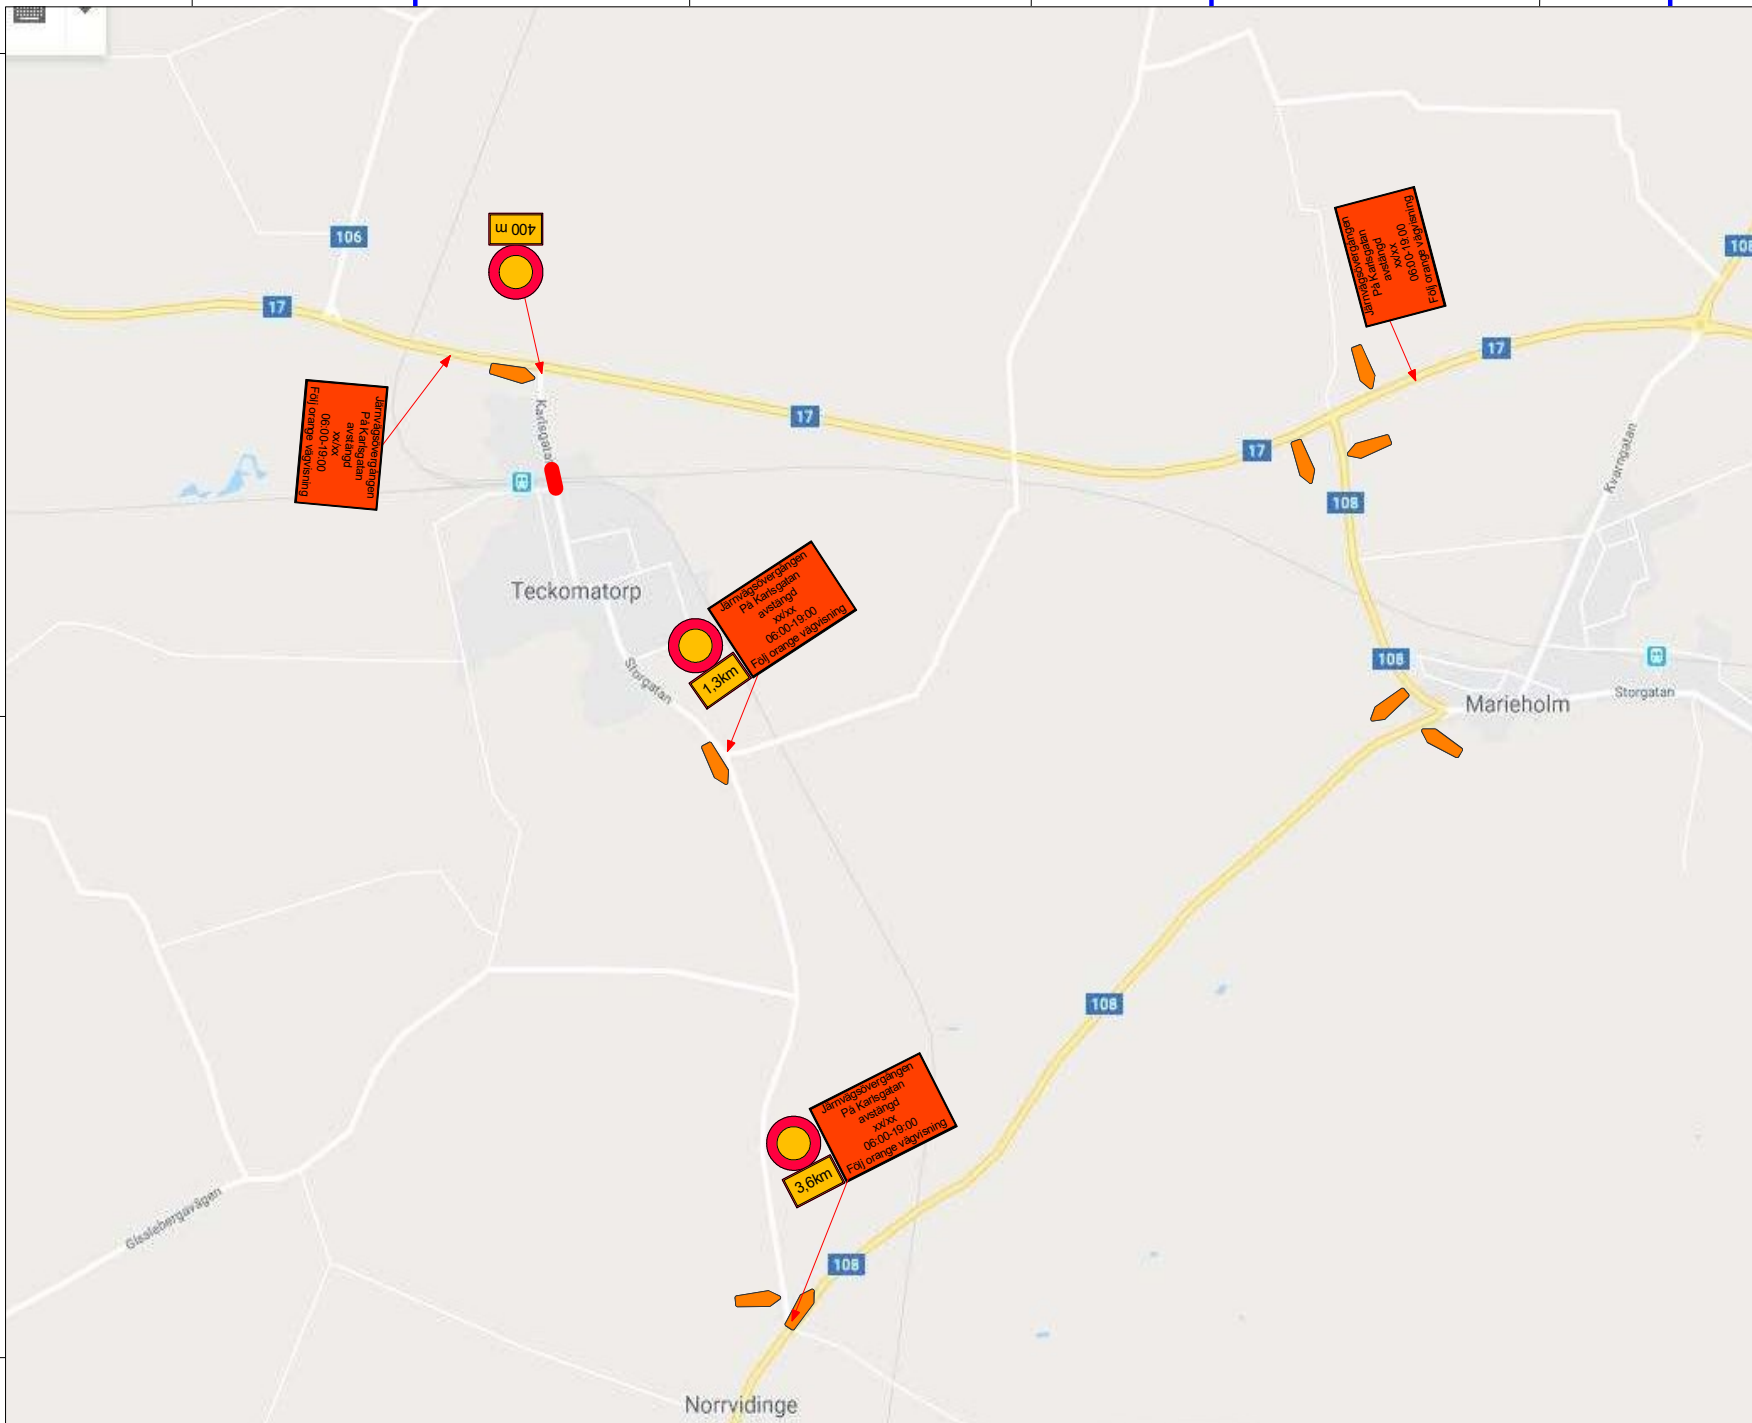 106
400 m
17
108
Järnvägsövergången
På Karlsgatan
avstängd
xx/xx
06:00-19:00
Följ orange vägvisning
17
Järnvägsövergången
På Karlsgatan
avstängd
xx/xx
06:00-19:00
Följ orange vägvisning
Karlsgatan
17
17
Kvarngatan
108
Teckomatorp
Järnvägsövergången
På Karlsgatan
avstängd
xx/xx
06:00-19:00
Följ orange vägvisning
1,3km
Storgatan
108
Marieholm
Storgatan
108
Järnvägsövergången
På Karlsgatan
avstängd
xx/xx
06:00-19:00
Följ orange vägvisning
3,6km
Gisslebergavägen
108
Norrvidinge